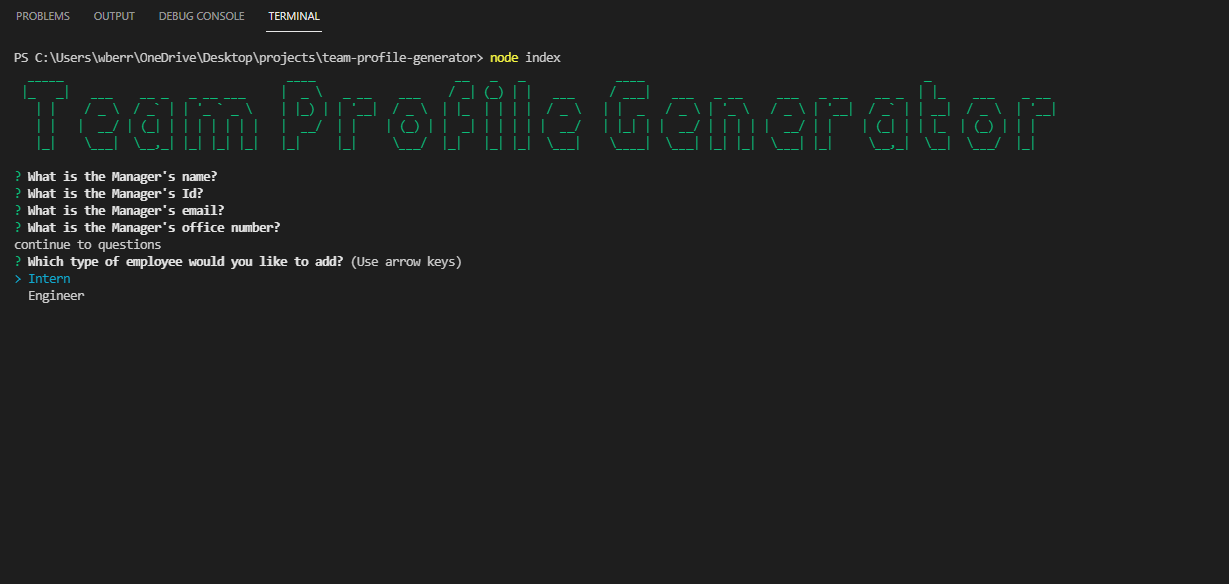 PROBLEMS OUTPUT DEBUG CONSOLE TERMINAL
PS C:\Users\wberr\OneDrive\Desktop\projects\team-profile-generator> node index
Team Profile Generator
? What is the Manager's name?
? What is the Manager's Id?
? What is the Manager's email?
? What is the Manager's office number?
continue to questions
? Which type of employee would you like to add? (Use arrow keys)
> Intern
Engineer